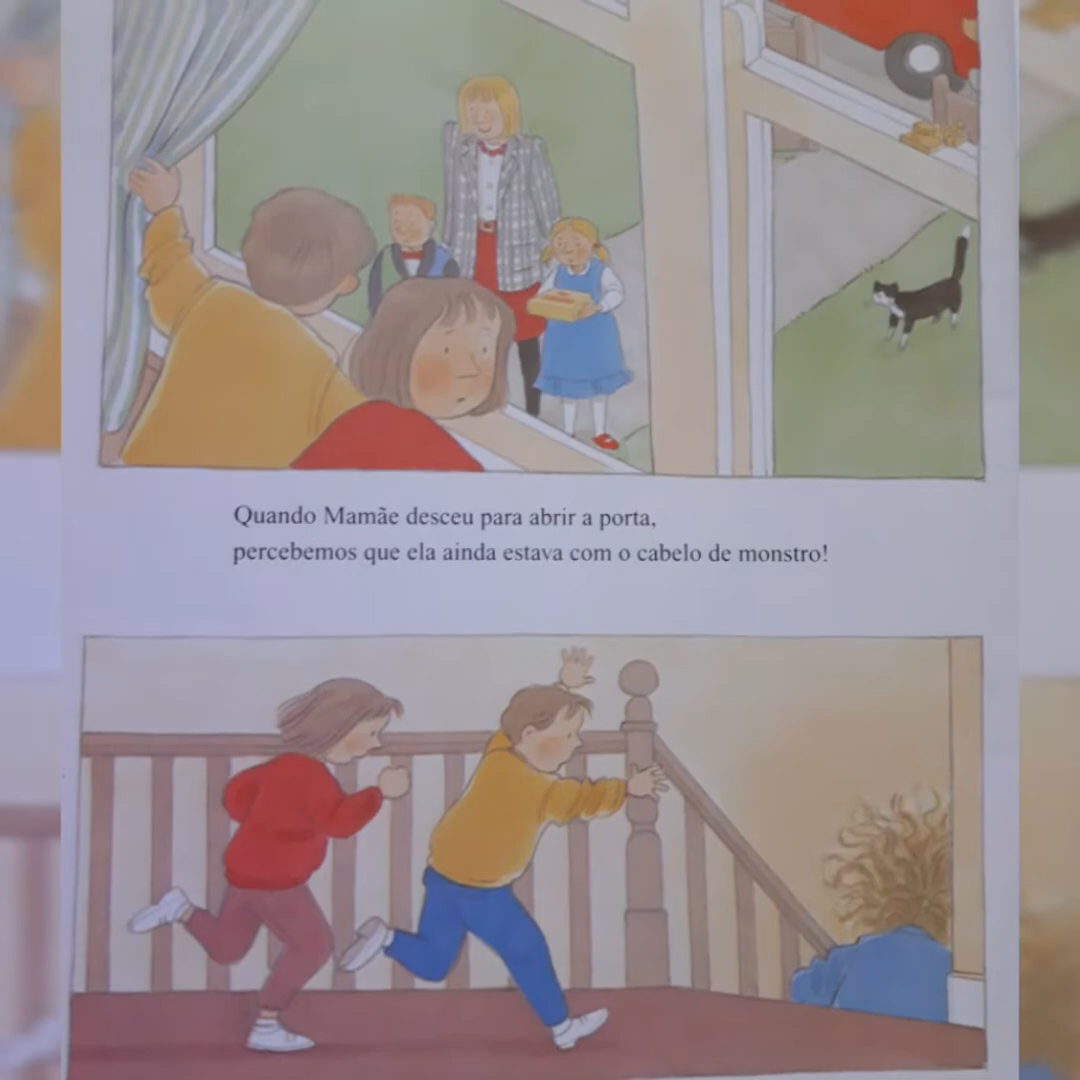 Quando Mamãe desceu para abrir a porta,
percebemos que ela ainda estava com o cabelo de monstro!